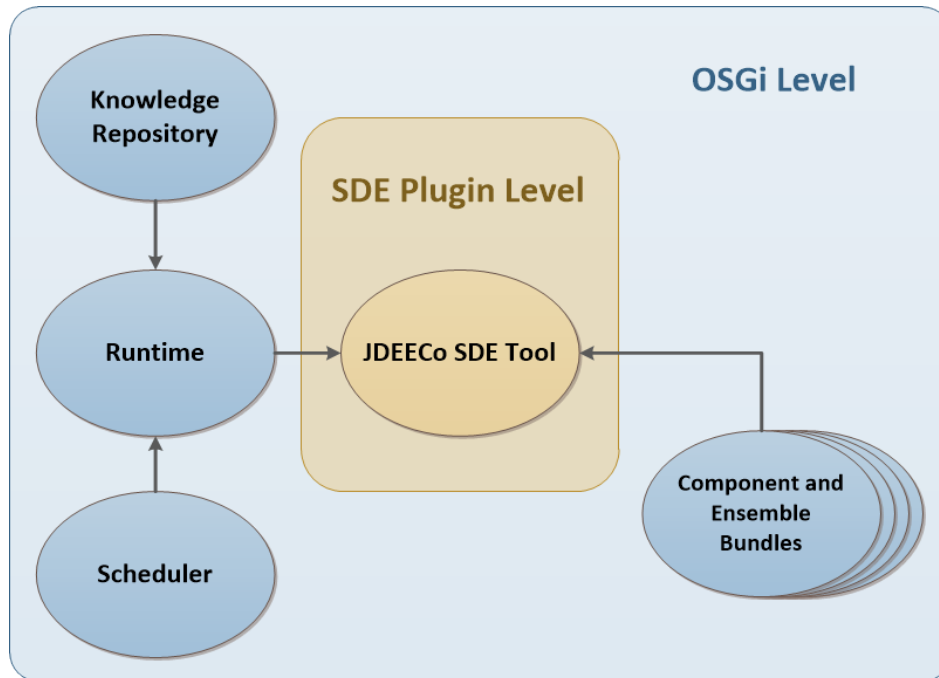 OSGi Level
Knowledge
Repository
SDE Plugin Level
Runtime
JDEECo SDE Tool
Component and
Ensemble
Bundles
Scheduler